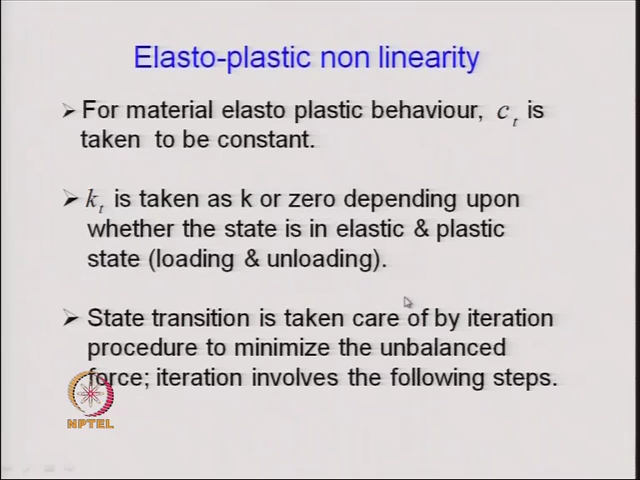 Elasto-plastic non linearity
➢ For material elasto plastic behaviour, c_t is
taken to be constant.
➢ k_t is taken as k or zero depending upon
whether the state is in elastic & plastic
state (loading & unloading).
➢ State transition is taken care of by iteration
procedure to minimize the unbalanced
force; iteration involves the following steps.
NPTEL